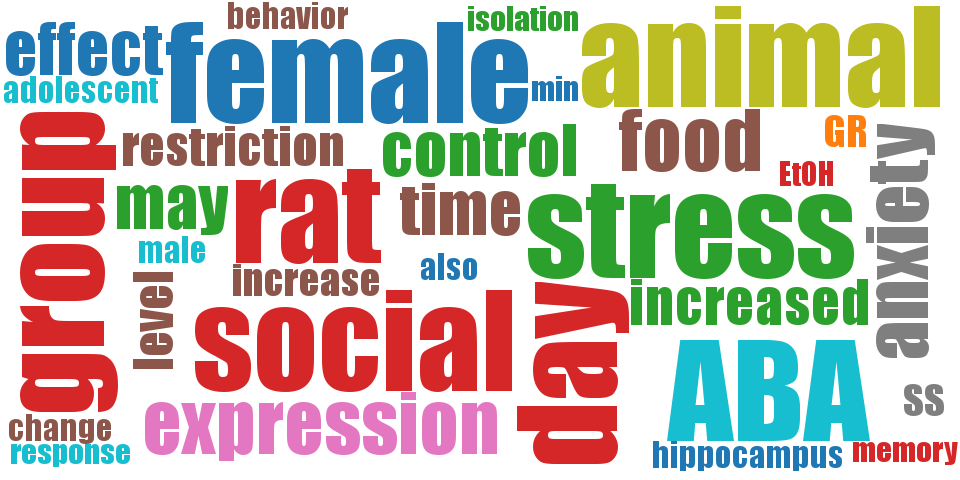 behavior
isolation
effect
female
animal
adolescent
min
group
restriction
control
food
GR
anxiety
EtOH
may
rat
time
stress
male
also
level
increase
increased
social
day
ABA
ss
expression
change
response
hippocampus
memory